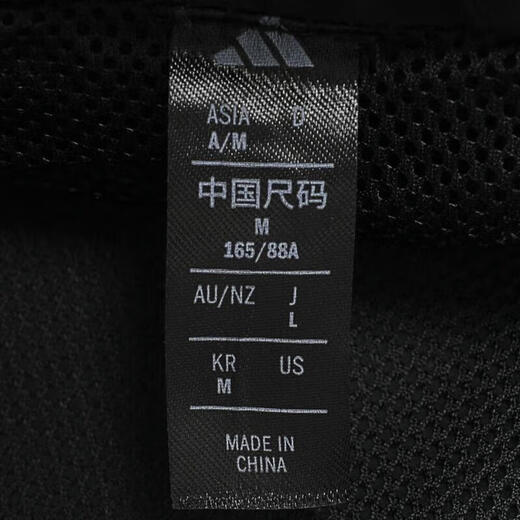 ASIA D
A/M
中国尺码
M
165/88A
AU/NZ J
L
KR US
M
MADE IN
CHINA